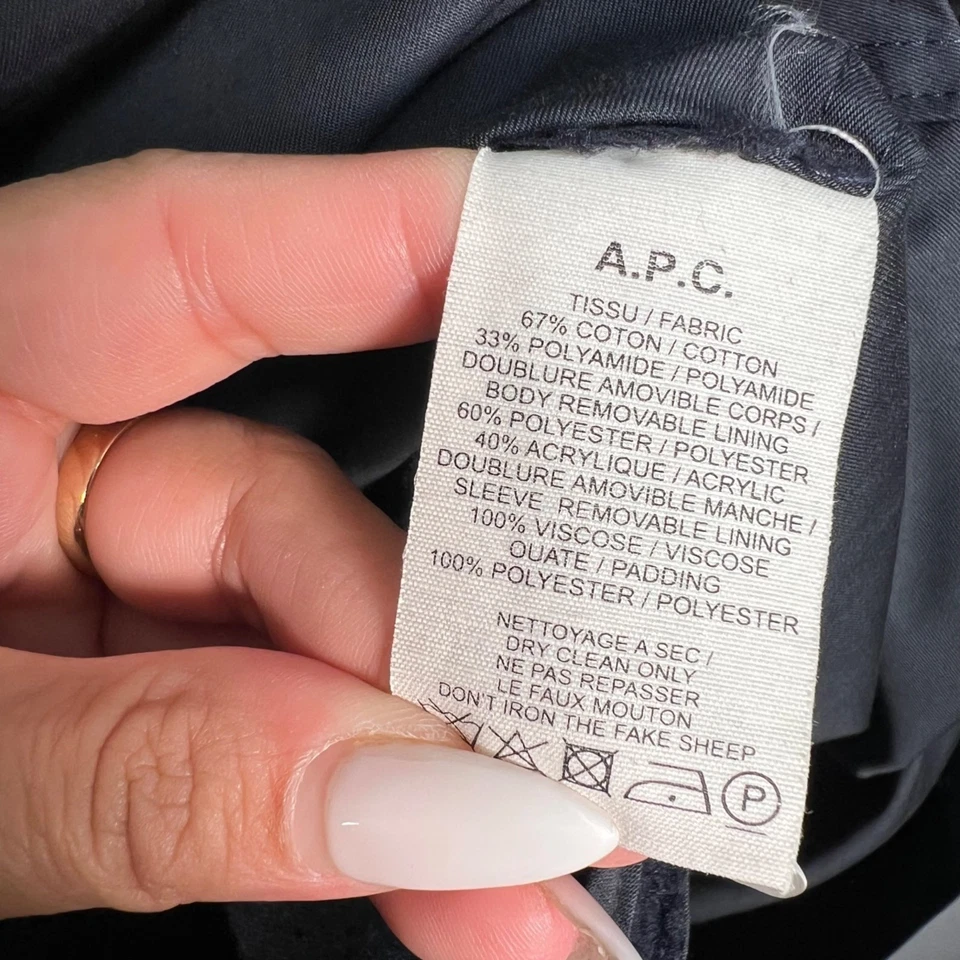 A.P.C.
TISSU / FABRIC
67% COTON / COTTON
33% POLYAMIDE / POLYAMIDE
DOUBLURE AMOVIBLE CORPS /
BODY REMOVABLE LINING
60% POLYESTER / POLYESTER
40% ACRYLIQUE / ACRYLIC
DOUBLURE AMOVIBLE MANCHE /
SLEEVE REMOVABLE LINING
100% VISCOSE / VISCOSE
OUATE / PADDING
100% POLYESTER / POLYESTER
NETTOYAGE A SEC /
DRY CLEAN ONLY
NE PAS REPASSER
LE FAUX MOUTON
DON'T IRON THE FAKE SHEEP
P